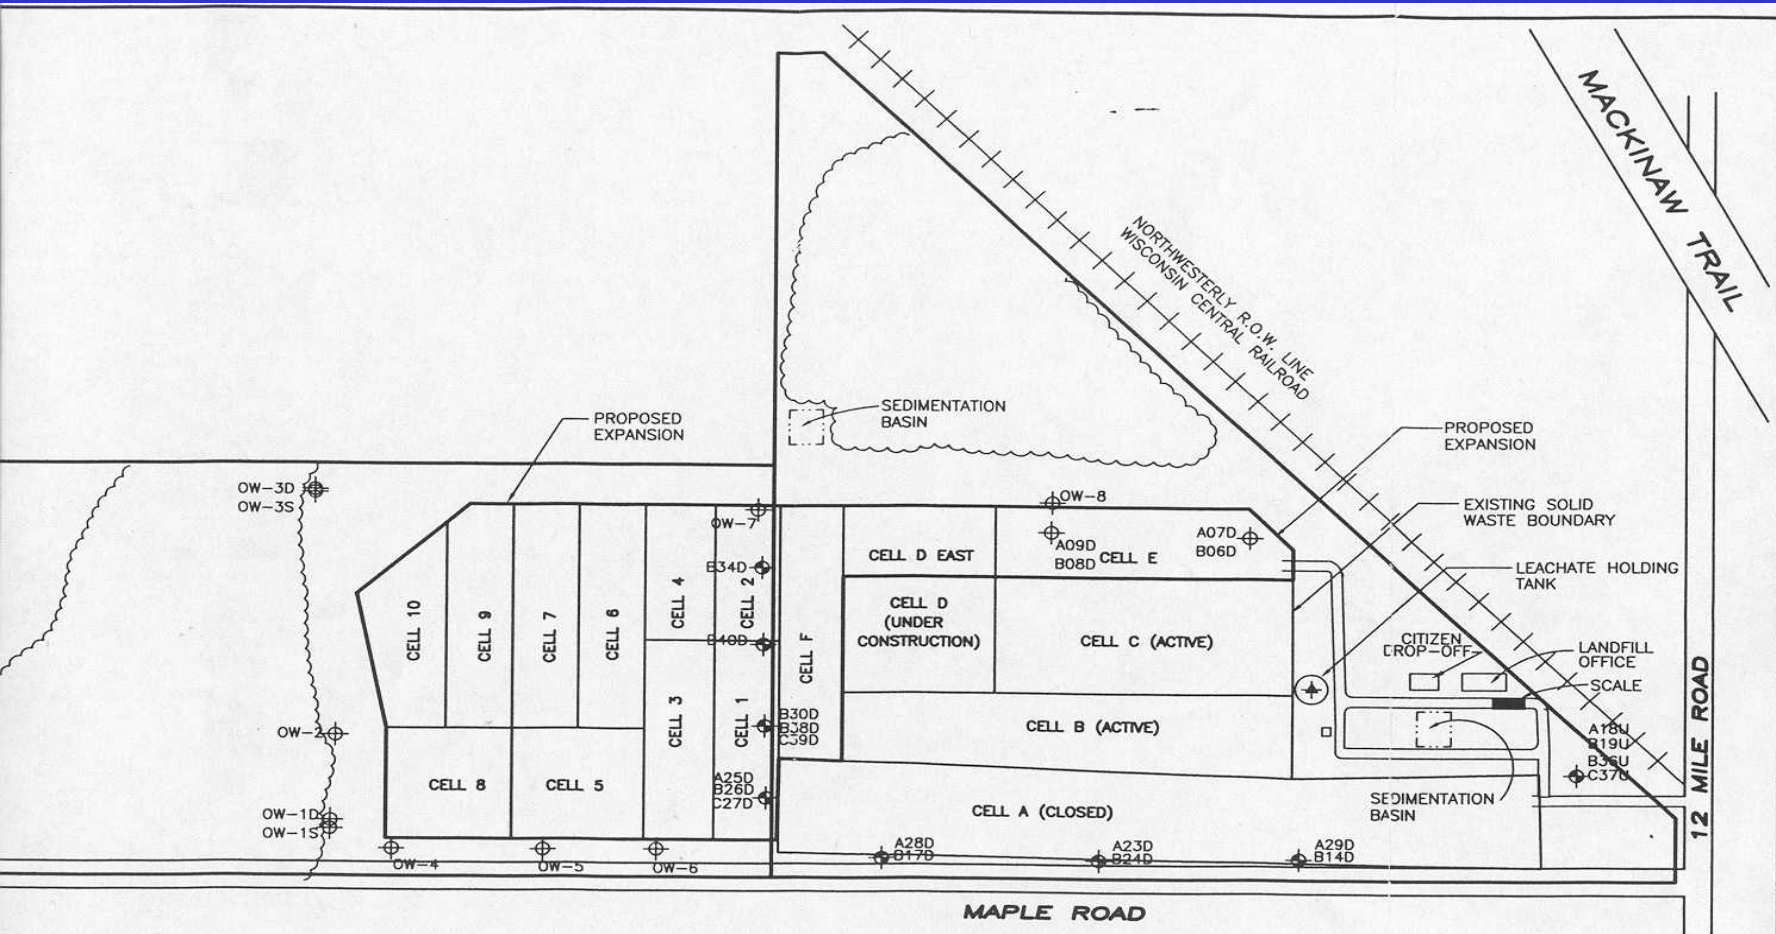 MACKINAW TRAIL
NORTHWESTERLY R.O.W. LINE
WISCONSIN CENTRAL RAILROAD
SEDIMENTATION
BASIN
PROPOSED
EXPANSION
PROPOSED
EXPANSION
OW-3D
OW-3S
OW-7
OW-8
EXISTING SOLID
WASTE BOUNDARY
A09D
B08D
A07D
B06D
B34D
CELL D EAST
CELL E
LEACHATE HOLDING
TANK
CELL 10
CELL 9
CELL 7
CELL 6
CELL 4
CELL 2
CELL F
CELL D
(UNDER
CONSTRUCTION)
CELL C (ACTIVE)
B40D
CITIZEN
DROP-OFF
LANDFILL
OFFICE
SCALE
OW-2
CELL 3
CELL 1
B30D
B38D
C39D
CELL B (ACTIVE)
A18U
B19U
B36U
C37U
CELL 8
CELL 5
A25D
B26D
C27D
SEDIMENTATION
BASIN
CELL A (CLOSED)
OW-1D
OW-1S
OW-4
OW-5
OW-6
A28D
B17D
A23D
B24D
A29D
B14D
12 MILE ROAD
MAPLE ROAD